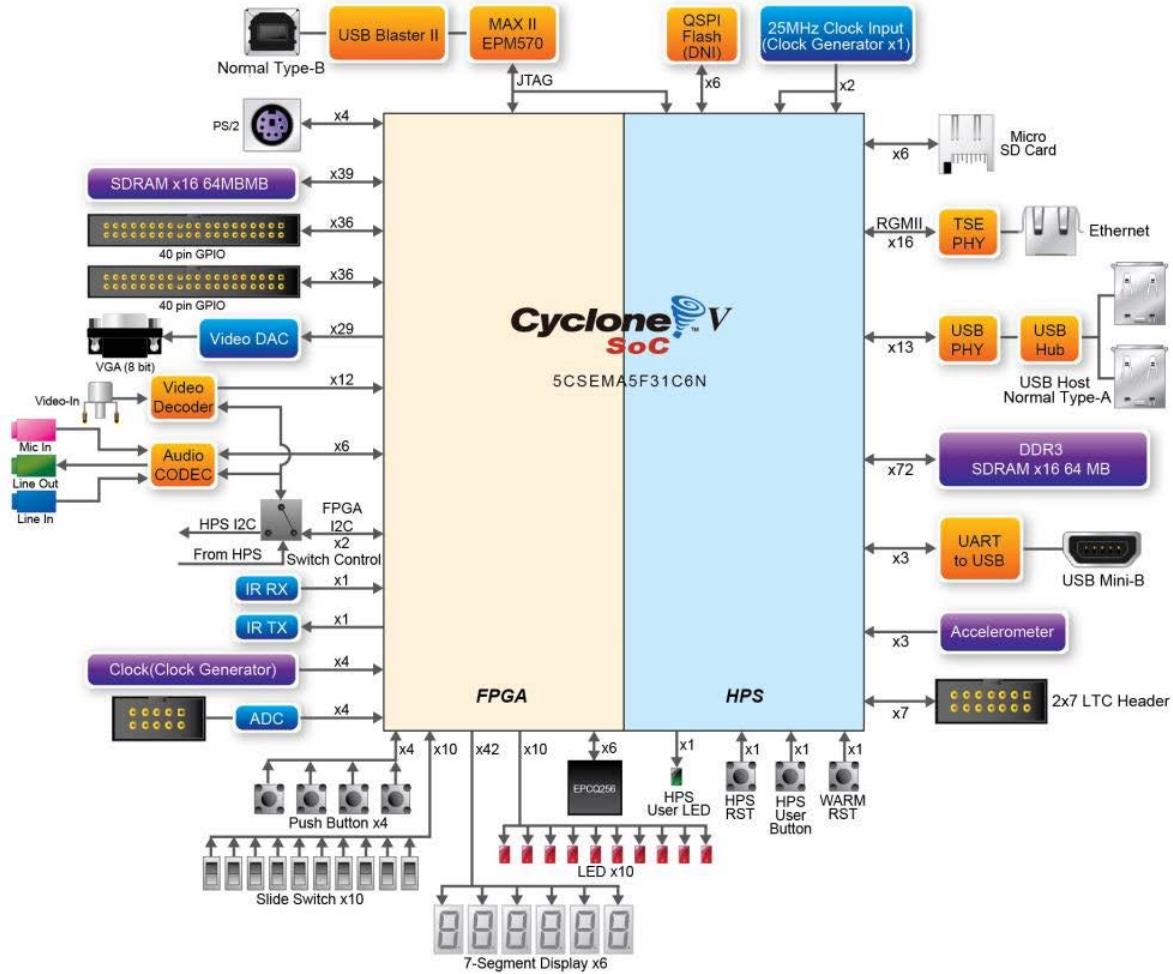 USB Blaster II
MAX II
EPM570
QSPI
Flash
(DNI)
25MHz Clock Input
(Clock Generator x1)
Normal Type-B
JTAG
x6
x2
PS/2
x4
x6
Micro
SD Card
SDRAM x16 64MBMB
x39
x36
40 pin GPIO
RGMII
x16
TSE
PHY
Ethernet
x36
40 pin GPIO
Cyclone V
TM
SoC
5CSEMA5F31C6N
Video DAC
x29
VGA (8 bit)
x13
USB
PHY
USB
Hub
USB Host
Normal Type-A
Video-In
Video
Decoder
x12
Mic In
Line Out
Line In
Audio
CODEC
x6
x72
DDR3
SDRAM x16 64 MB
HPS I2C
From HPS
FPGA
I2C
x2
Switch Control
x3
UART
to USB
USB Mini-B
IR RX
x1
IR TX
x1
x3
Accelerometer
Clock(Clock Generator)
x4
ADC
x4
FPGA
HPS
x7
2x7 LTC Header
x4
x10
x42
x10
x6
x1
x1
x1
x1
EPCQ256
Push Button x4
HPS
User LED
HPS
RST
HPS
User
Button
WARM
RST
LED x10
Slide Switch x10
7-Segment Display x6